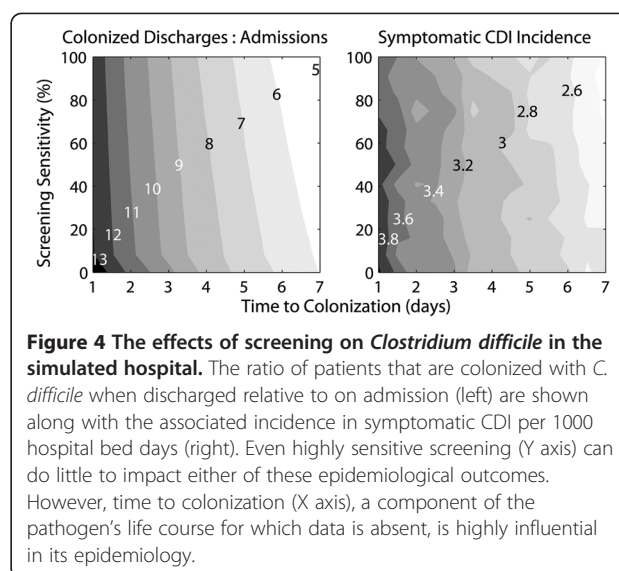 Colonized Discharges : Admissions
Symptomatic CDI Incidence
Screening Sensitivity (%)
100
80
60
40
20
0
13
12
11
10
9
8
7
6
5
1 2 3 4 5 6 7
100
80
60
40
20
0
3.8
3.6
3.4
3.2
3
2.8
2.6
1 2 3 4 5 6 7
Time to Colonization (days)
Figure 4 The effects of screening on Clostridium difficile in the
simulated hospital. The ratio of patients that are colonized with C.
difficile when discharged relative to on admission (left) are shown
along with the associated incidence in symptomatic CDI per 1000
hospital bed days (right). Even highly sensitive screening (Y axis) can
do little to impact either of these epidemiological outcomes.
However, time to colonization (X axis), a component of the
pathogen's life course for which data is absent, is highly influential
in its epidemiology.